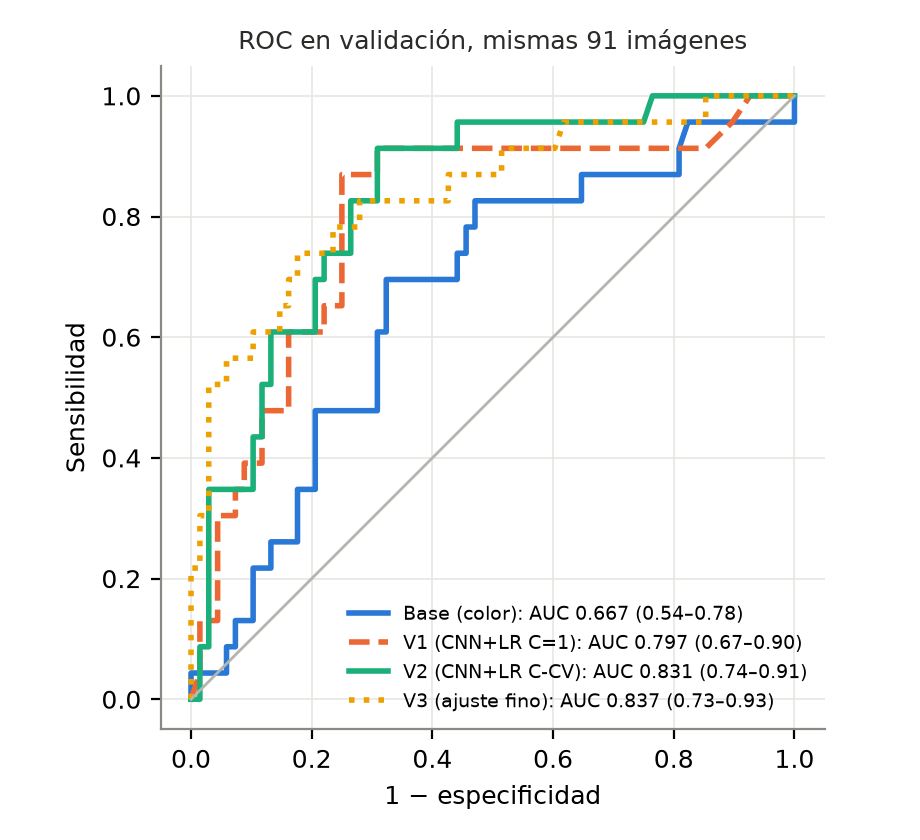 ROC en validación, mismas 91 imágenes
1.0
0.8
0.6
0.4
0.2
0.0
Sensibilidad
Base (color): AUC 0.667 (0.54–0.78)
V1 (CNN+LR C=1): AUC 0.797 (0.67–0.90)
V2 (CNN+LR C-CV): AUC 0.831 (0.74–0.91)
V3 (ajuste fino): AUC 0.837 (0.73–0.93)
0.0 0.2 0.4 0.6 0.8 1.0
1 − especificidad